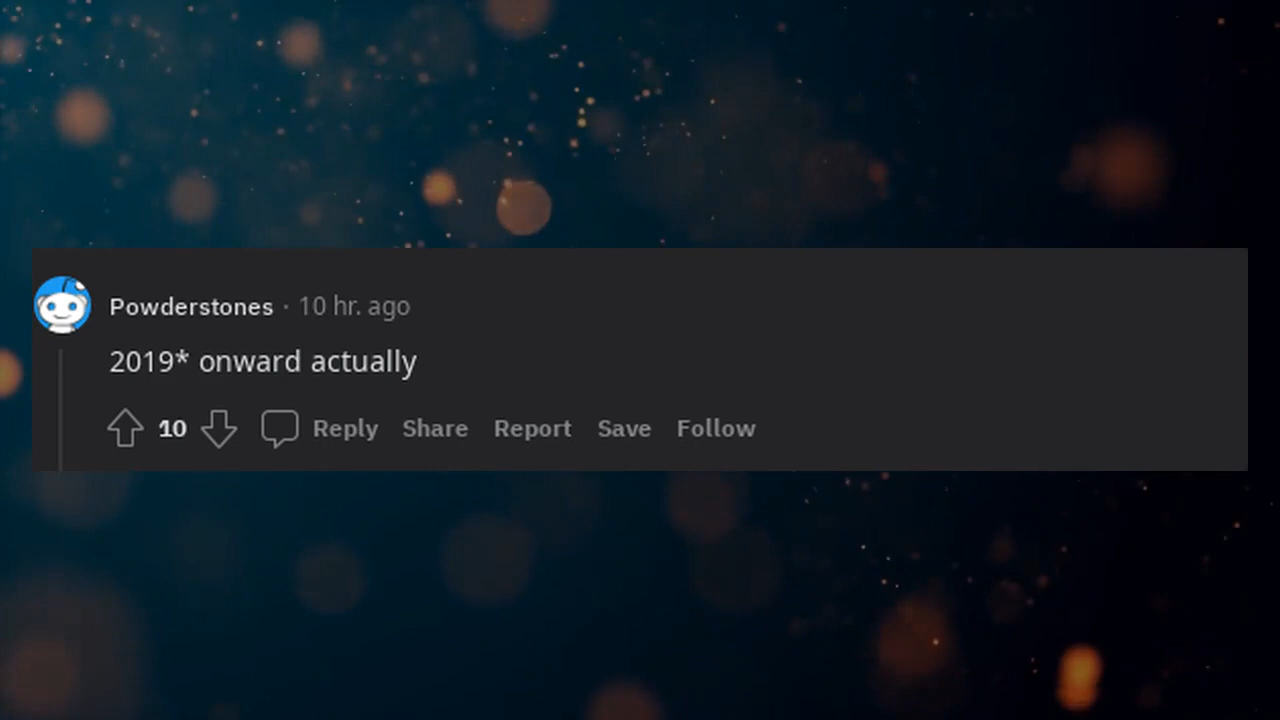 Powderstones · 10 hr. ago
2019* onward actually
10 Reply Share Report Save Follow